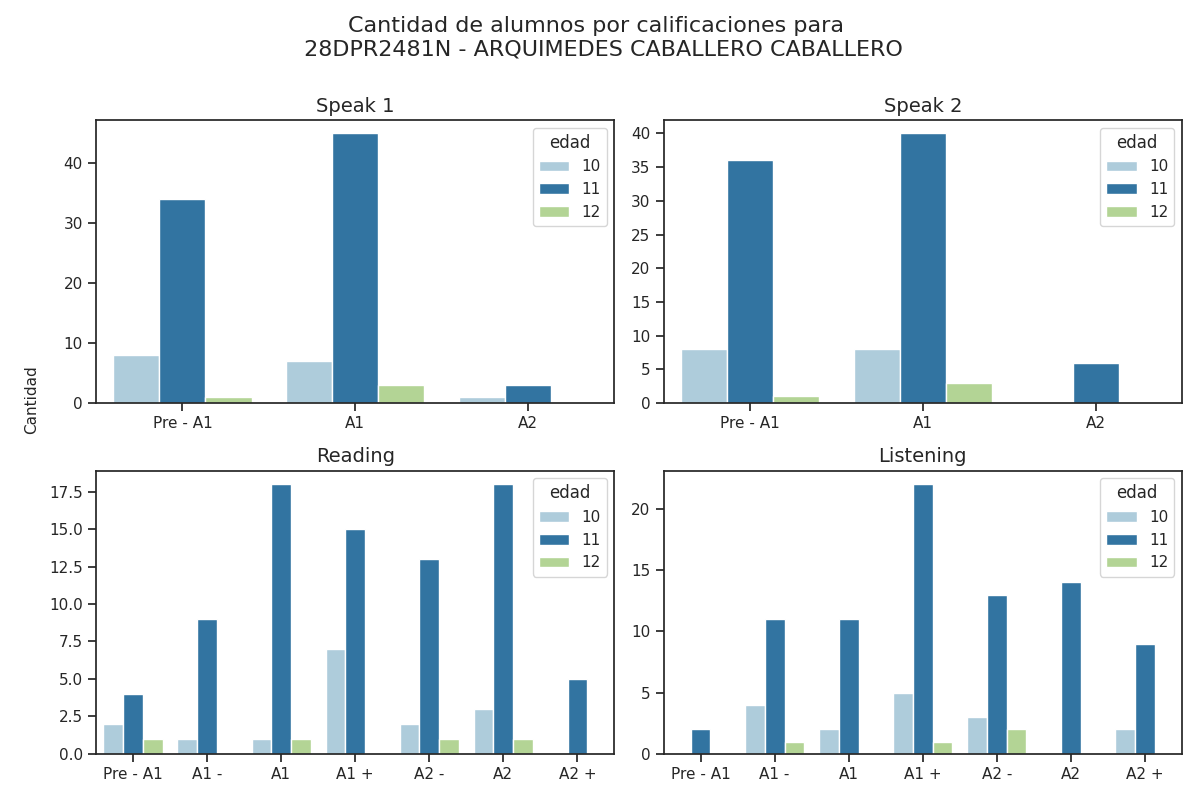 Cantidad de alumnos por calificaciones para
28DPR2481N - ARQUIMEDES CABALLERO CABALLERO
Speak 1
edad
10
11
12
40
30
20
10
0
Pre - A1 A1 A2
Speak 2
edad
10
11
12
40
35
30
25
20
15
10
5
0
Pre - A1 A1 A2
Cantidad
Reading
edad
10
11
12
17.5
15.0
12.5
10.0
7.5
5.0
2.5
0.0
Pre - A1 A1 - A1 A1 + A2 - A2 A2 +
Listening
edad
10
11
12
20
15
10
5
0
Pre - A1 A1 - A1 A1 + A2 - A2 A2 +